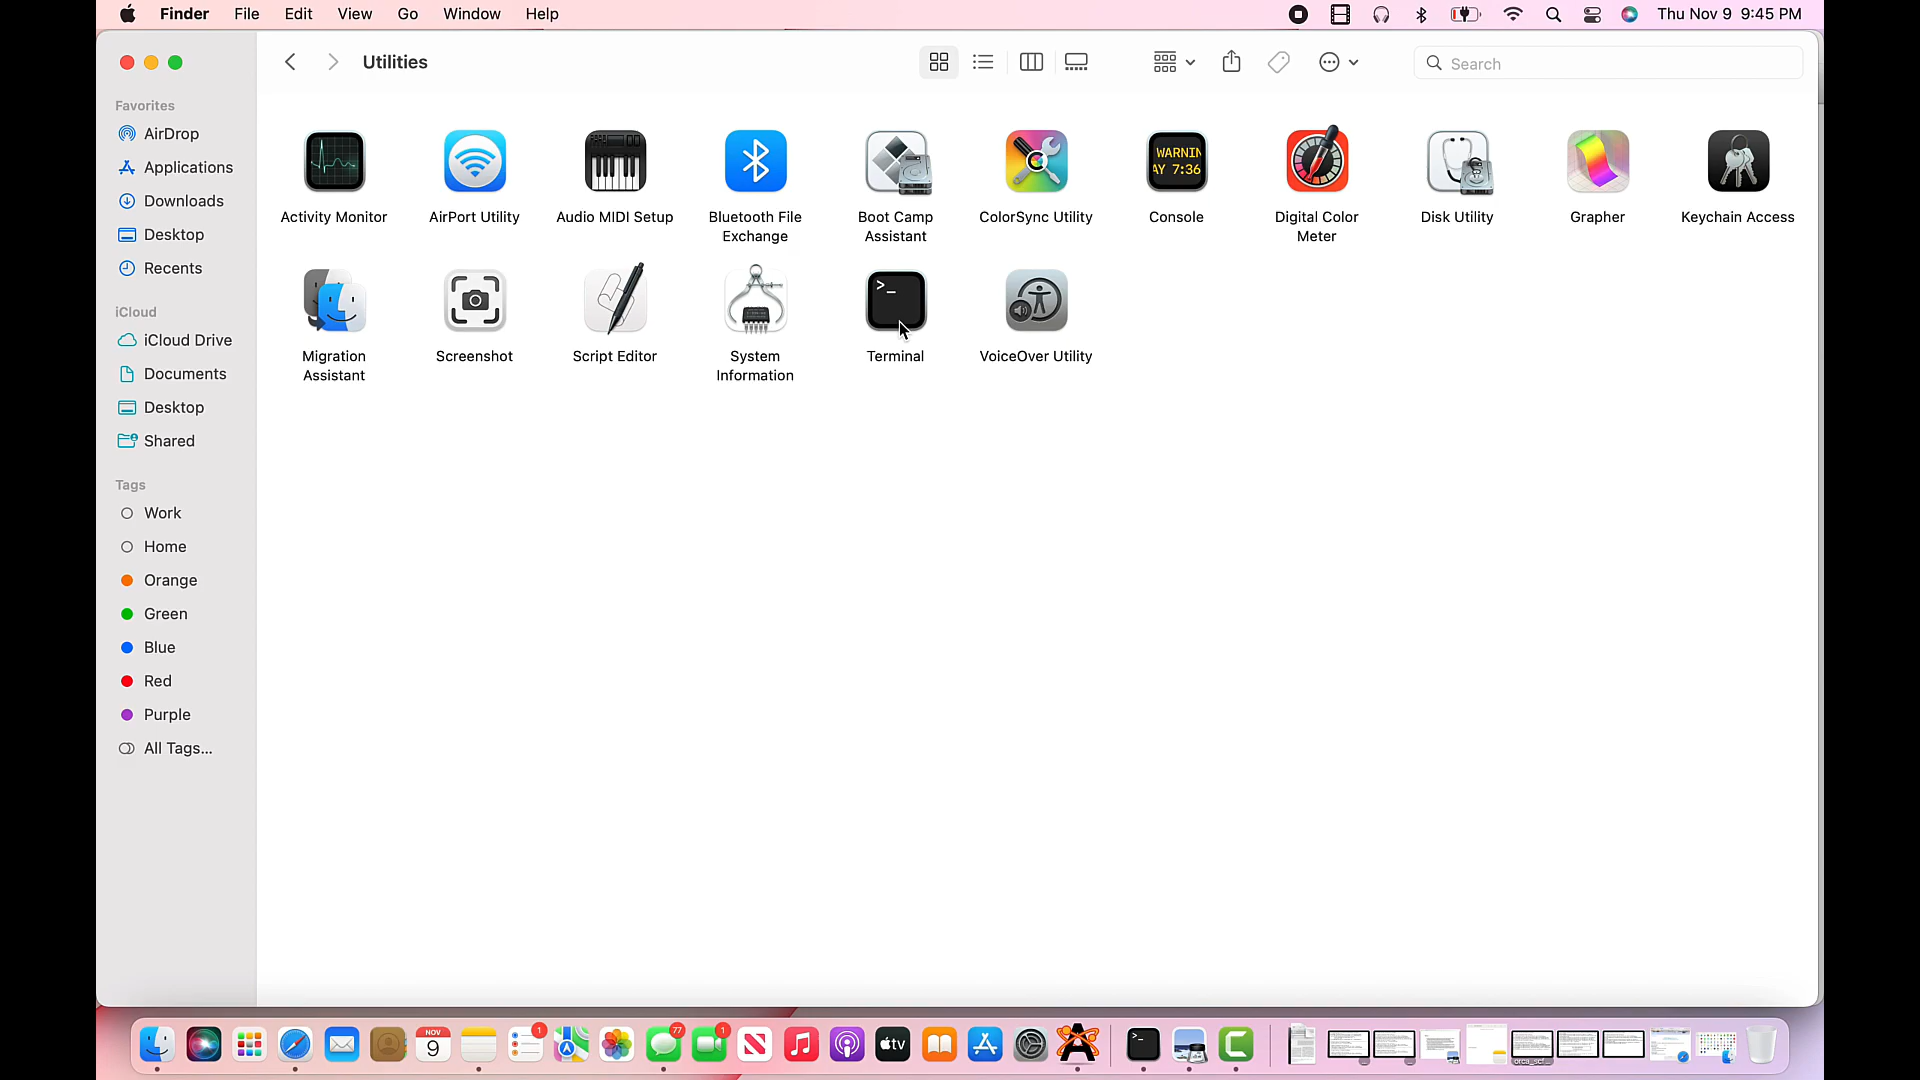 Finder File Edit View Go Window Help Thu Nov 9 9:45 PM
Utilities
Search
Favorites
AirDrop
Applications
Downloads
Desktop
Recents
iCloud
iCloud Drive
Documents
Desktop
Shared
Tags
Work
Home
Orange
Green
Blue
Red
Purple
All Tags...
WARNIN
AY 7:36
Activity Monitor AirPort Utility Audio MIDI Setup Bluetooth File Exchange Boot Camp Assistant ColorSync Utility Console Digital Color Meter Disk Utility Grapher Keychain Access
>_
Migration Assistant Screenshot Script Editor System Information Terminal VoiceOver Utility
NOV
9
1
77
1
tv
>_